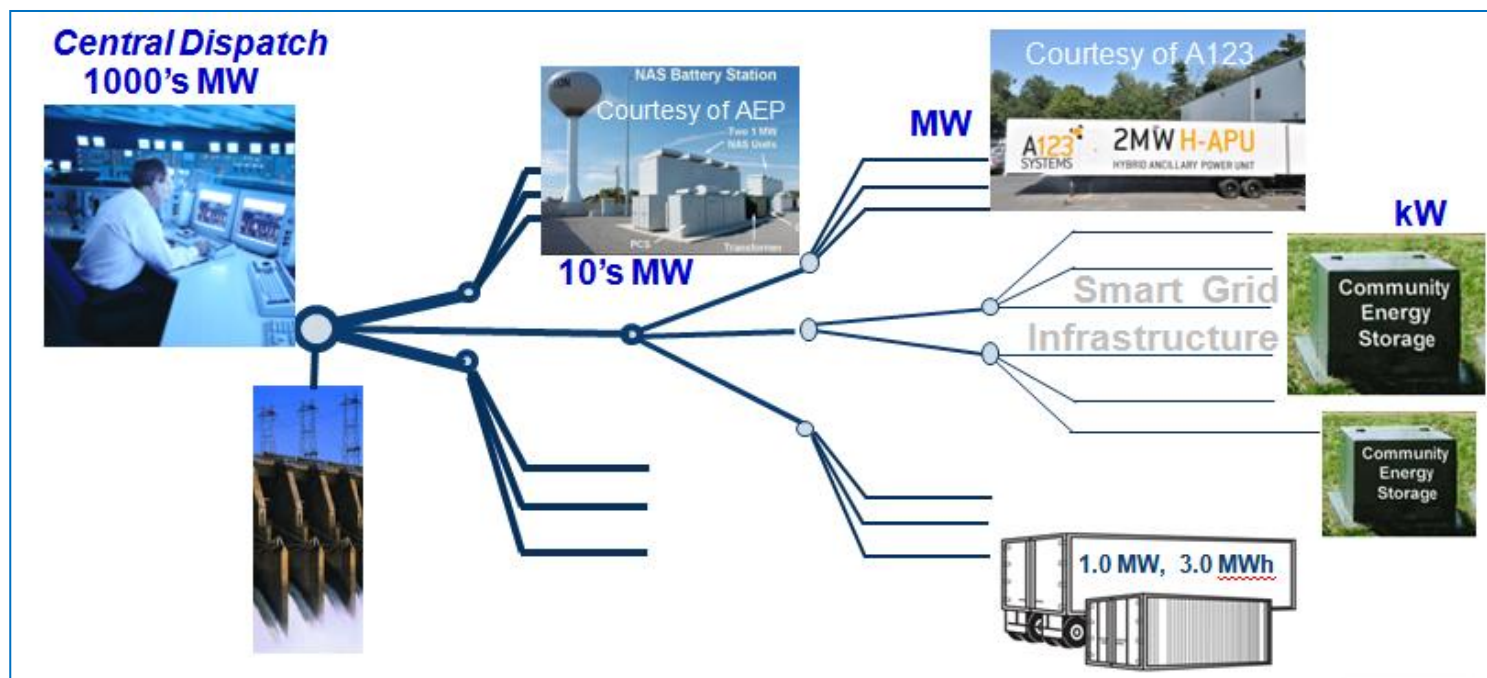 Central Dispatch
1000's MW
NAS Battery Station
Courtesy of AEP
Two 1 MW
NAS Units
PCS
Transformer
10's MW
MW
Courtesy of A123
A123
SYSTEMS
2MW H-APU
HYBRID ANCILLARY POWER UNIT
kW
Smart Grid
Infrastructure
Community
Energy
Storage
Community
Energy
Storage
1.0 MW, 3.0 MWh